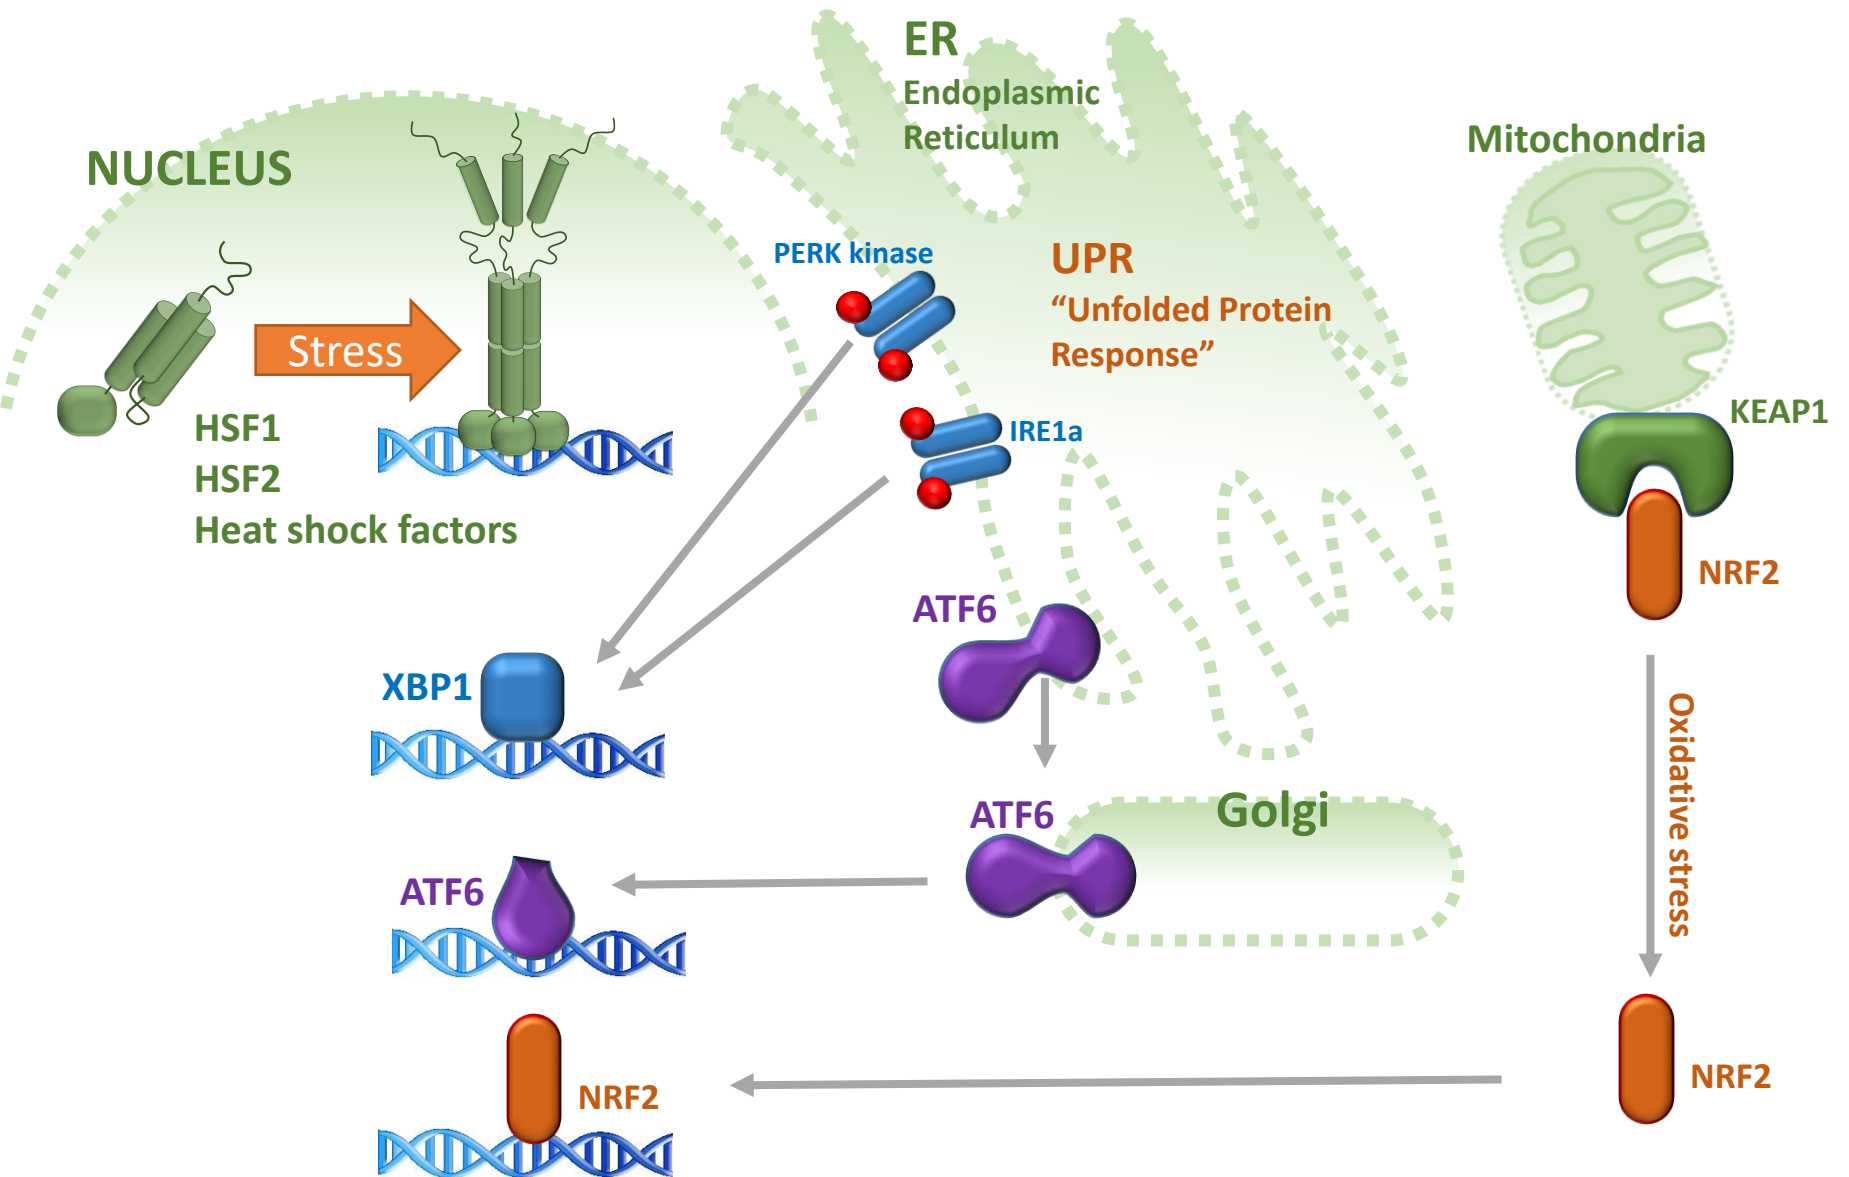 ER
Endoplasmic
Reticulum
Mitochondria
NUCLEUS
PERK kinase
UPR
“Unfolded Protein
Response”
Stress
KEAP1
HSF1
HSF2
Heat shock factors
IRE1a
NRF2
ATF6
XBP1
Oxidative stress
ATF6
Golgi
ATF6
NRF2
NRF2